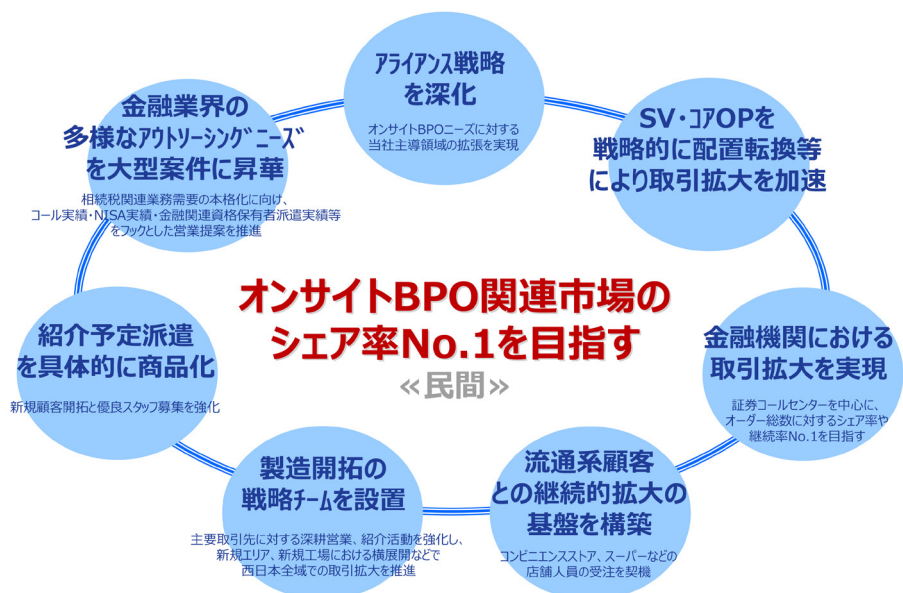 アライアンス戦略
を深化
オンサイトBPOニーズに対する
当社主導領域の拡張を実現
SV・ｺｱOPを
戦略的に配置転換等
により取引拡大を加速
金融機関における
取引拡大を実現
証券コールセンターを中心に、
オーダー総数に対するシェア率や
継続率No.1を目指す
流通系顧客
との継続的拡大の
基盤を構築
コンビニエンスストア、スーパーなどの
店舗人員の受注を契機
製造開拓の
戦略ﾁｰﾑを設置
主要取引先に対する深耕営業、紹介活動を強化し、
新規エリア、新規工場における横展開などで
西日本全域での取引拡大を推進
紹介予定派遣
を具体的に商品化
新規顧客開拓と優良スタッフ募集を強化
金融業界の
多様なｱｳﾄｿｰｼﾝｸﾞﾆｰｽﾞ
を大型案件に昇華
相続税関連業務需要の本格化に向け、
コール実績・NISA実績・金融関連資格保有者派遣実績等
をフックとした営業提案を推進
オンサイトBPO関連市場の
シェア率No.1を目指す
≪民間≫